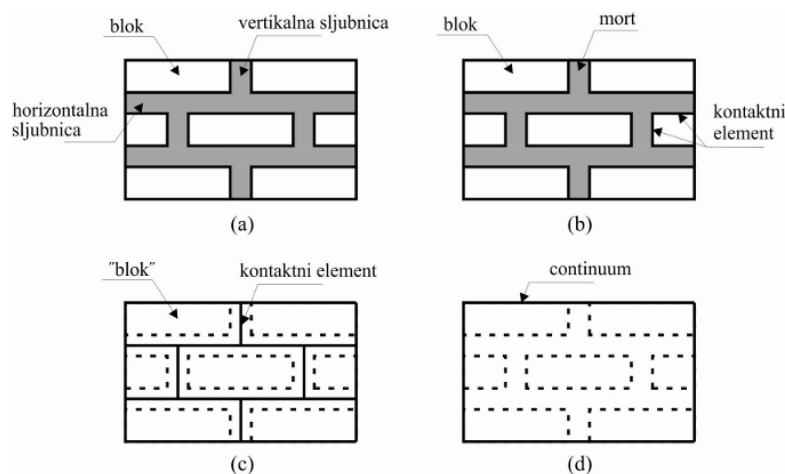 blok
vertikalna sljubnica
horizontalna
sljubnica
(a)
blok
mort
kontaktni
element
(b)
"blok"
kontaktni element
(c)
continuum
(d)